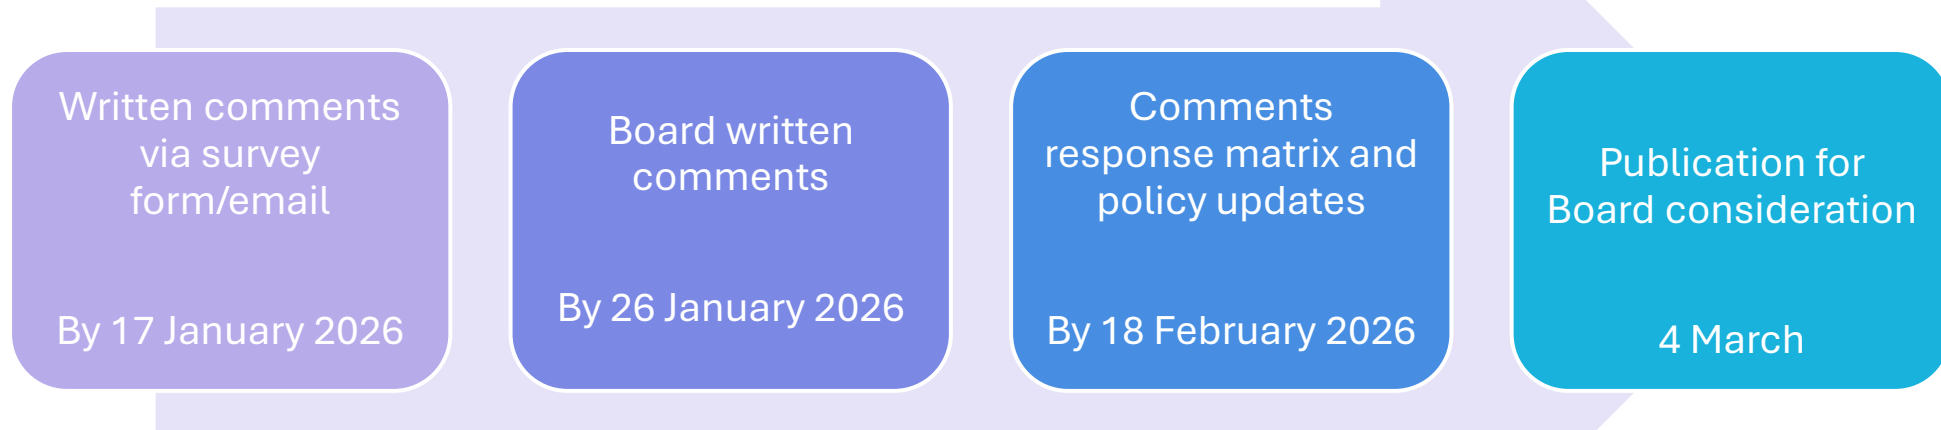 Written comments
via survey
form/email
By 17 January 2026
Board written
comments
By 26 January 2026
Comments
response matrix and
policy updates
By 18 February 2026
Publication for
Board consideration
4 March